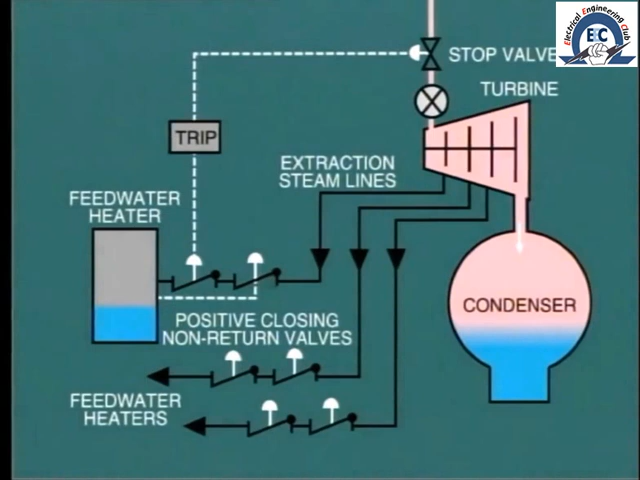 Electrical Engineering Club
EEC
STOP VALVE
TURBINE
TRIP
EXTRACTION
STEAM LINES
FEEDWATER
HEATER
CONDENSER
POSITIVE CLOSING
NON-RETURN VALVES
FEEDWATER
HEATERS